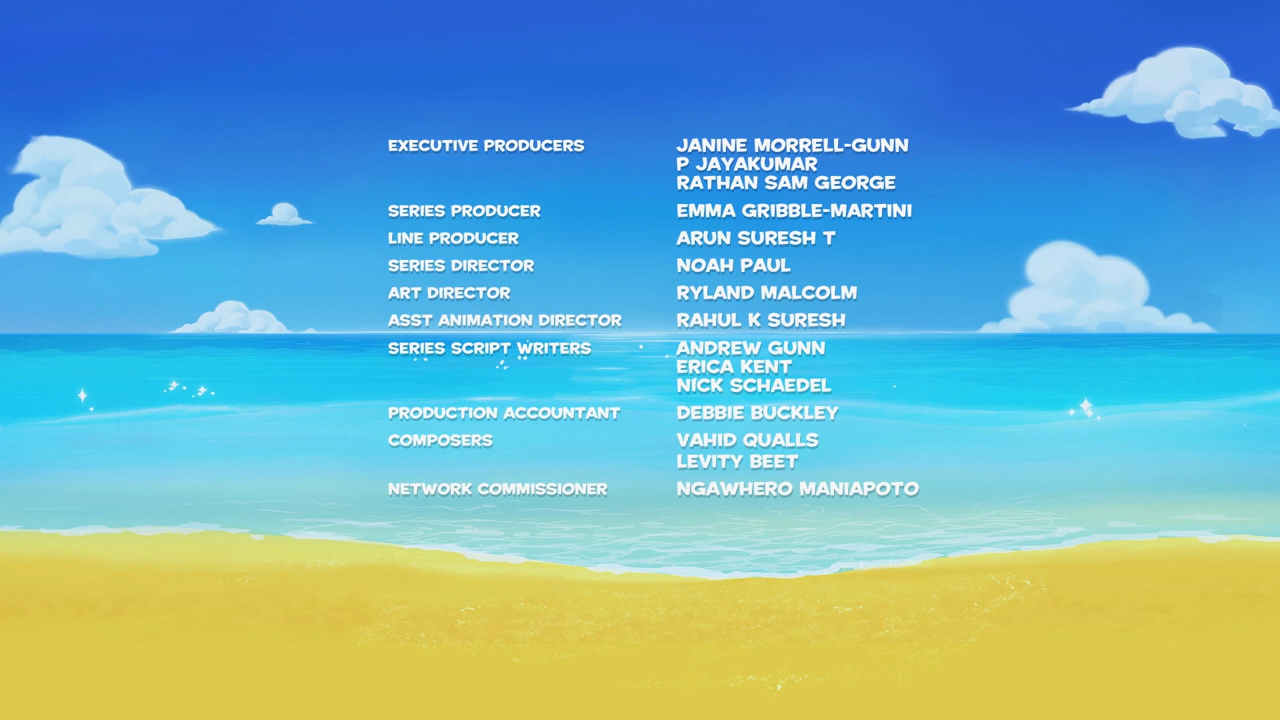 EXECUTIVE PRODUCERS JANINE MORRELL-GUNN
P JAYAKUMAR
RATHAN SAM GEORGE
SERIES PRODUCER EMMA GRIBBLE-MARTINI
LINE PRODUCER ARUN SURESH T
SERIES DIRECTOR NOAH PAUL
ART DIRECTOR RYLAND MALCOLM
ASST ANIMATION DIRECTOR RAHUL K SURESH
SERIES SCRIPT WRITERS ANDREW GUNN
ERICA KENT
NICK SCHAEDEL
PRODUCTION ACCOUNTANT DEBBIE BUCKLEY
COMPOSERS VAHID QUALLS
LEVITY BEET
NETWORK COMMISSIONER NGAWHERO MANIAPOTO